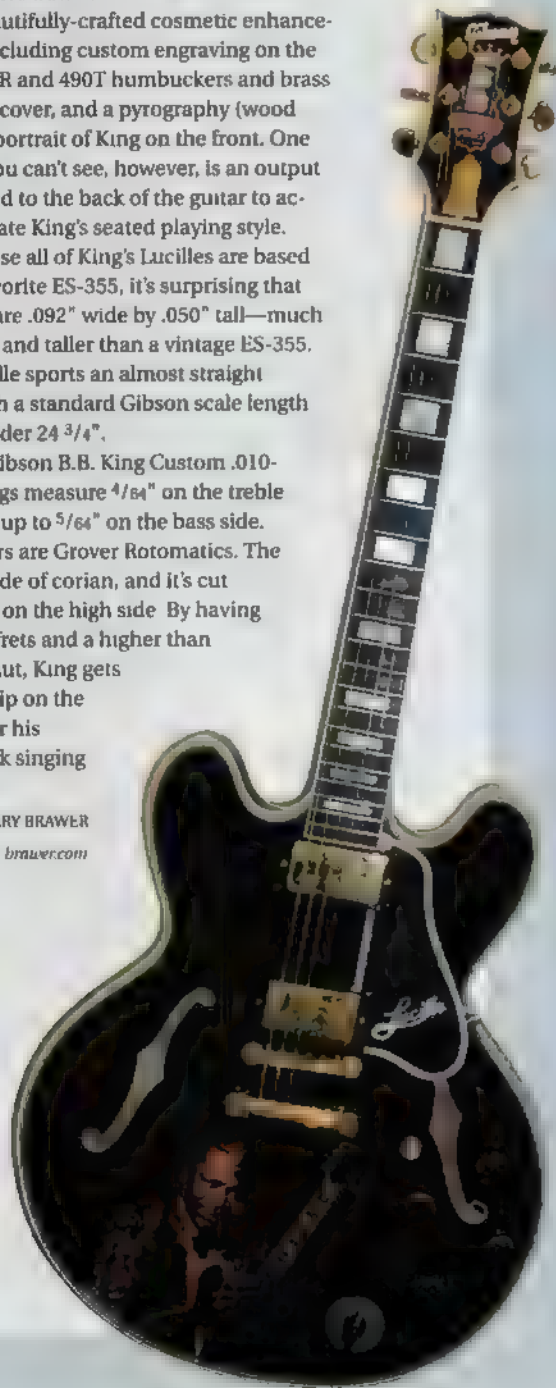 utifully-crafted cosmetic enhance-
cluding custom engraving on the
R and 490T humbuckers and brass
cover, and a pyrography (wood
portrait of King on the front. One
ou can't see, however, is an output
d to the back of the guitar to ac-
ate King's seated playing style.
se all of King's Lucilles are based
vorite ES-355, it's surprising that
are .092" wide by .050" tall—much
and taller than a vintage ES-355.
lle sports an almost straight
n a standard Gibson scale length
der 24 3/4".
ibson B.B. King Custom .010-
gs measure 4/64" on the treble
up to 5/64" on the bass side.
rs are Grover Rotomatics. The
de of corian, and it's cut
on the high side By having
frets and a higher than
ut, King gets
ip on the
r his
k singing
ARY BRAWER
brawer.com